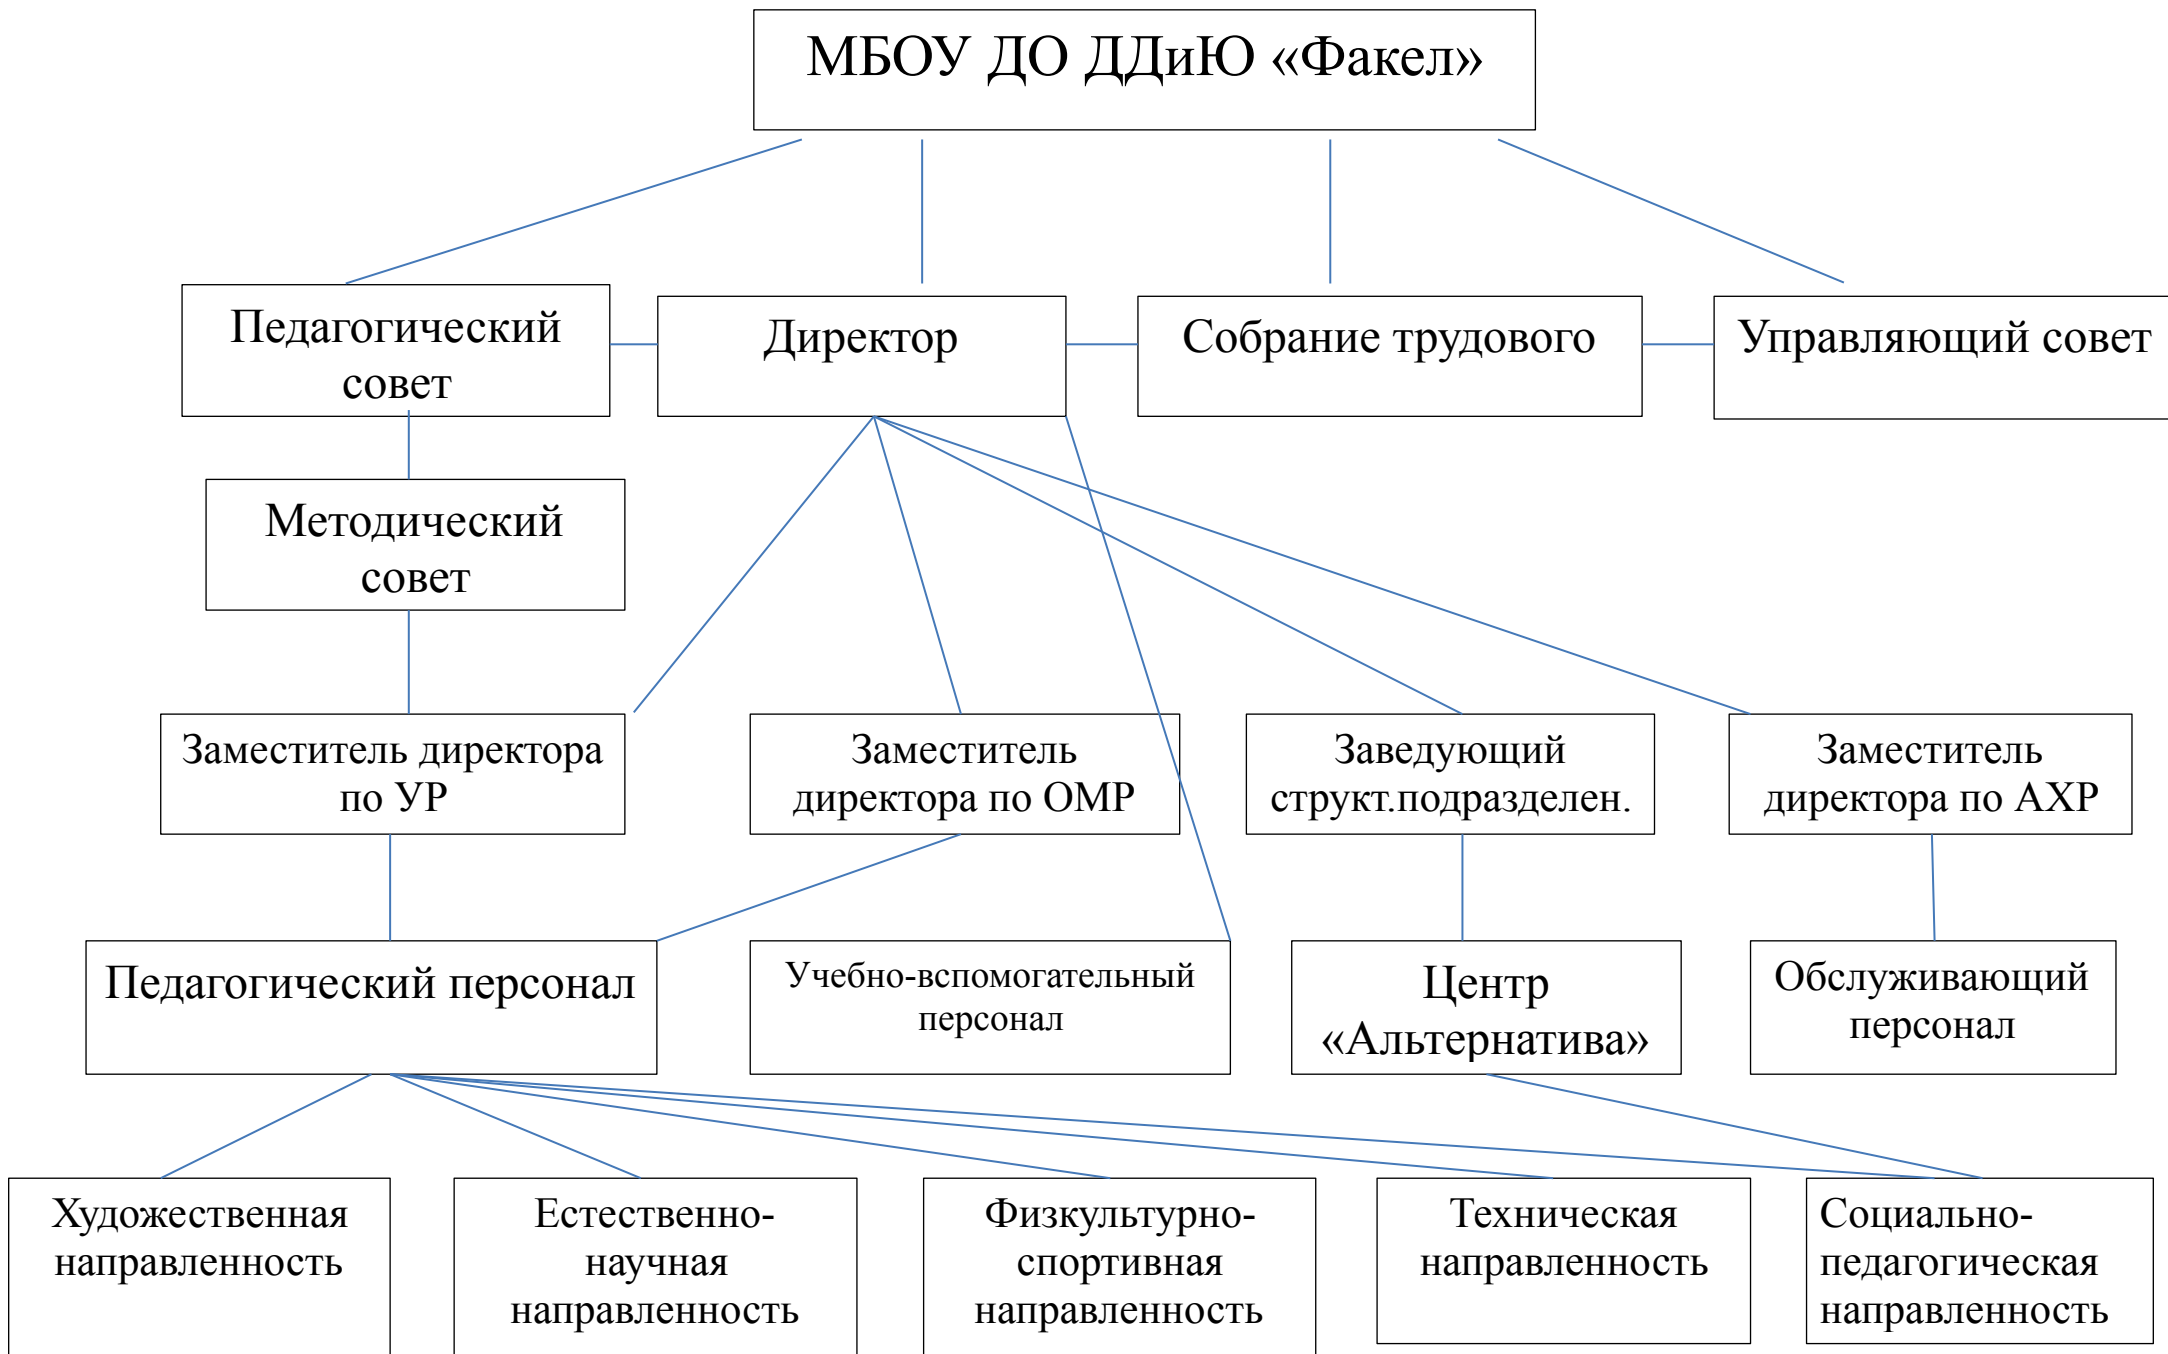 МБОУ ДО ДДиЮ «Факел»
Педагогический
совет
Директор
Собрание трудового
Управляющий совет
Методический
совет
Заместитель директора
по УР
Заместитель
директора по ОМР
Заведующий
структ.подразделен.
Заместитель
директора по АХР
Педагогический персонал
Учебно-вспомогательный
персонал
Центр
«Альтернатива»
Обслуживающий
персонал
Художественная
направленность
Естественно-
научная
направленность
Физкультурно-
спортивная
направленность
Техническая
направленность
Социально-
педагогическая
направленность